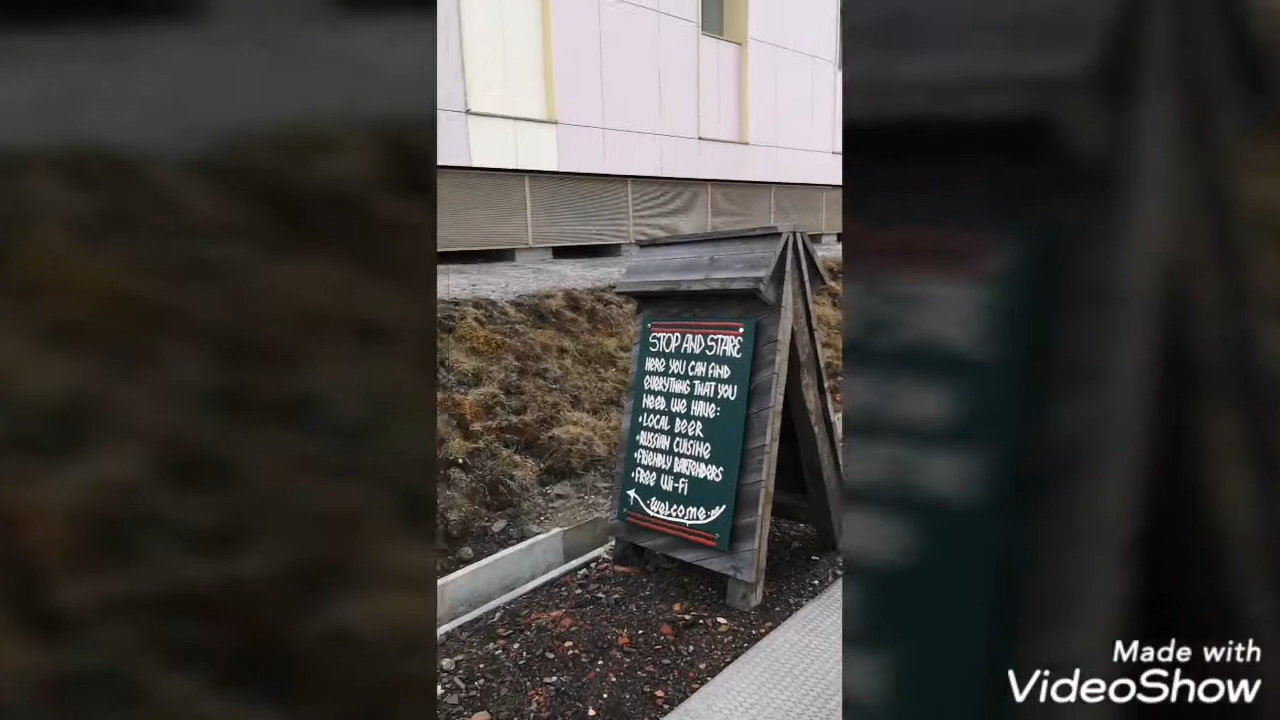 STOP AND STARE
HERE YOU CAN FIND
EVERYTHING THAT YOU
NEED. WE HAVE:
•LOCAL BEER
•RUSSIAN CUISINE
•FRIENDLY BARTENDERS
•FREE Wi-Fi
•WELCOME•
Made with
VideoShow